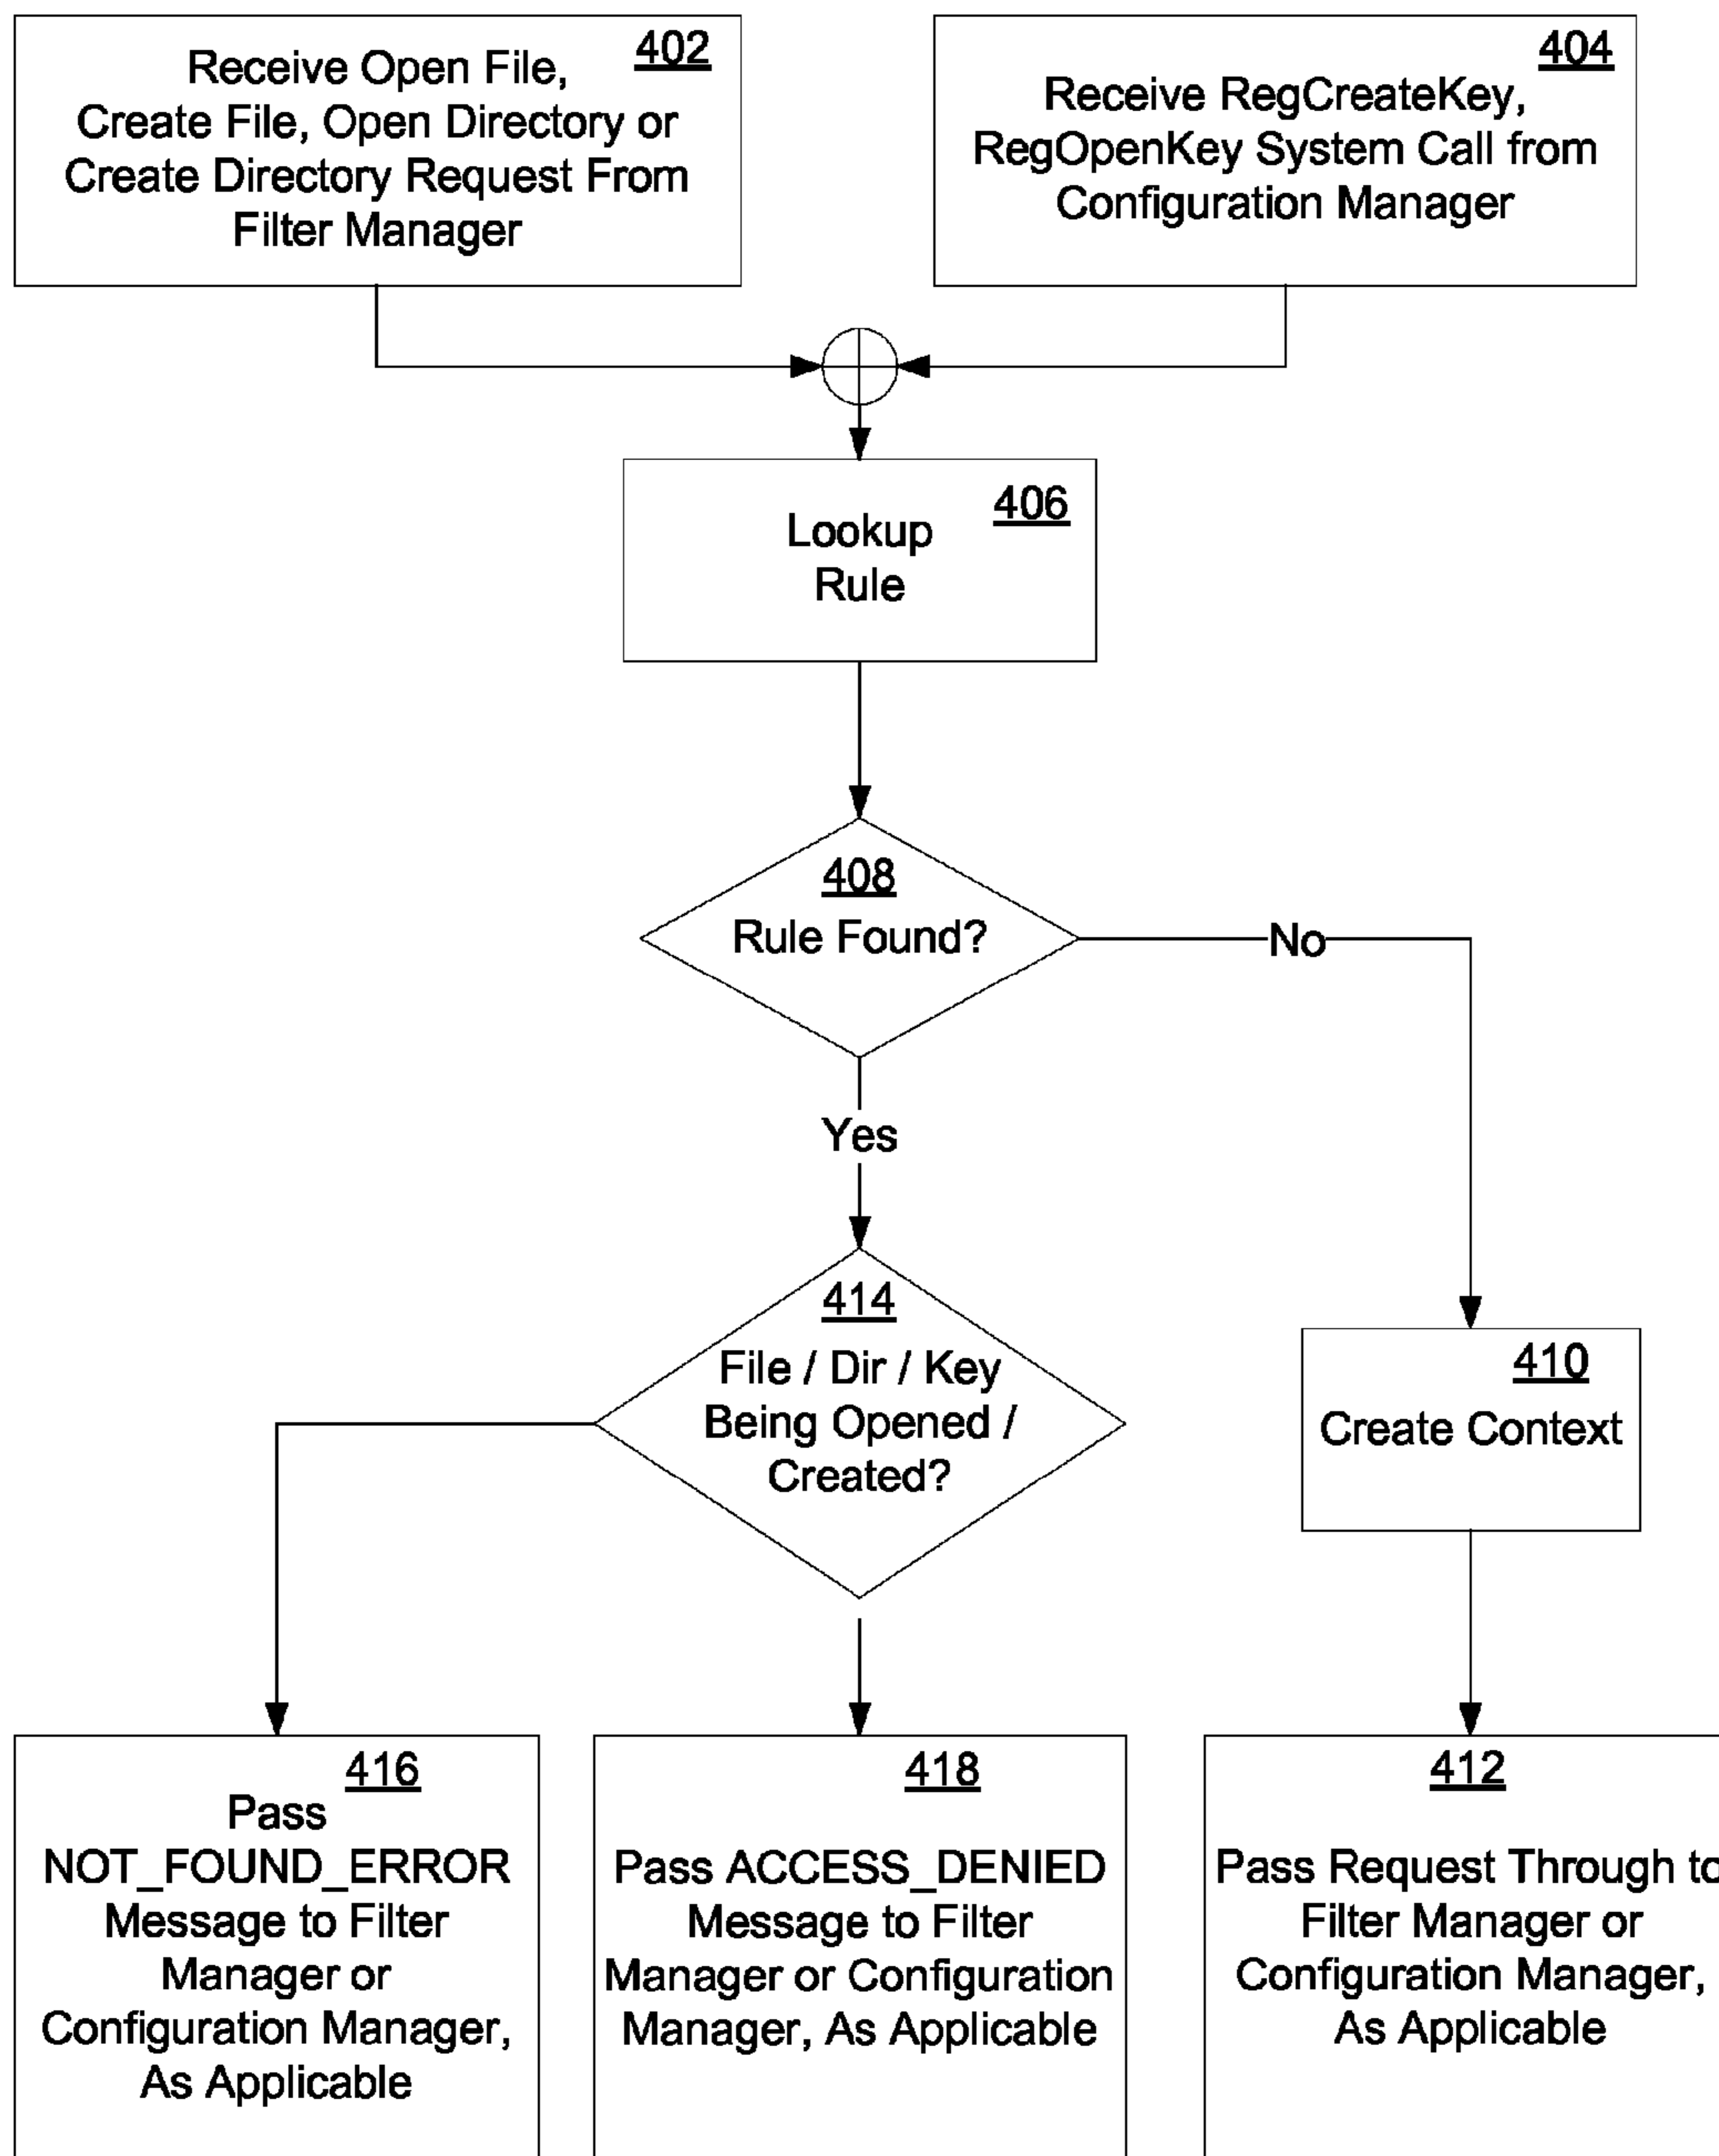 402
Receive Open File,
Create File, Open Directory or
Create Directory Request From
Filter Manager
404
Receive RegCreateKey,
RegOpenKey System Call from
Configuration Manager
406
Lookup
Rule
408
Rule Found?
No
Yes
414
File / Dir / Key
Being Opened /
Created?
410
Create Context
416
Pass
NOT_FOUND_ERROR
Message to Filter
Manager or
Configuration Manager,
As Applicable
418
Pass ACCESS_DENIED
Message to Filter
Manager or Configuration
Manager, As Applicable
412
Pass Request Through to
Filter Manager or
Configuration Manager,
As Applicable